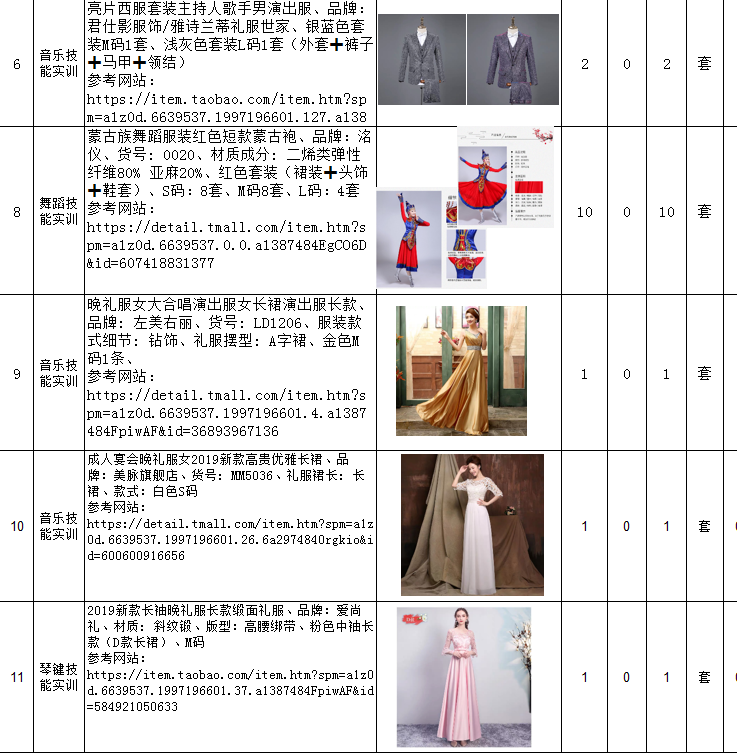 亮片西服套装主持人歌手男演出服、品牌：
君仕影服饰/雅诗兰蒂礼服世家、银蓝色套
装M码1套、浅灰色套装L码1套（外套➕裤子
➕马甲➕领结）
参考网站：
https://item.taobao.com/item.htm?sp
m=a1z0d.6639537.1997196601.127.a138
6
音乐技
能实训
2
0
2
套
蒙古族舞蹈服装红色短款蒙古袍、品牌：洺
仪、货号：0020、材质成分：二烯类弹性
纤维80% 亚麻20%、红色套装（裙装➕头饰
➕鞋套）、S码：8套、M码8套、L码：4套
参考网站：
https://detail.tmall.com/item.htm?s
pm=a1z0d.6639537.0.0.a1387484EgCO6D
&id=607418831377
8
舞蹈技
能实训
10
0
10
套
晚礼服女大合唱演出服女长裙演出服长款、
品牌：左美右丽、货号：LD1206、服装款
式细节：钻饰、礼服摆型：A字裙、金色M
码1条、
参考网站：
https://detail.tmall.com/item.htm?s
pm=a1z0d.6639537.1997196601.4.a1387
484FpiwAF&id=36893967136
9
音乐技
能实训
1
0
1
套
成人宴会晚礼服女2019新款高贵优雅长裙、品
牌：美脉旗舰店、货号：MM5036、礼服裙长：长
裙、款式：白色S码
参考网站：
https://detail.tmall.com/item.htm?spm=a1z
0d.6639537.1997196601.26.6a2974840rgkio&i
d=600600916656
10
音乐技
能实训
1
0
1
套
2019新款长袖晚礼服长款缎面礼服、品牌：爱尚
礼、材质：斜纹锻、版型：高腰绑带、粉色中袖长
款（D款长裙）、M码
参考网站：
https://item.taobao.com/item.htm?spm=a1z0
d.6639537.1997196601.37.a1387484FpiwAF&id
=584921050633
11
琴键技
能实训
1
0
1
套